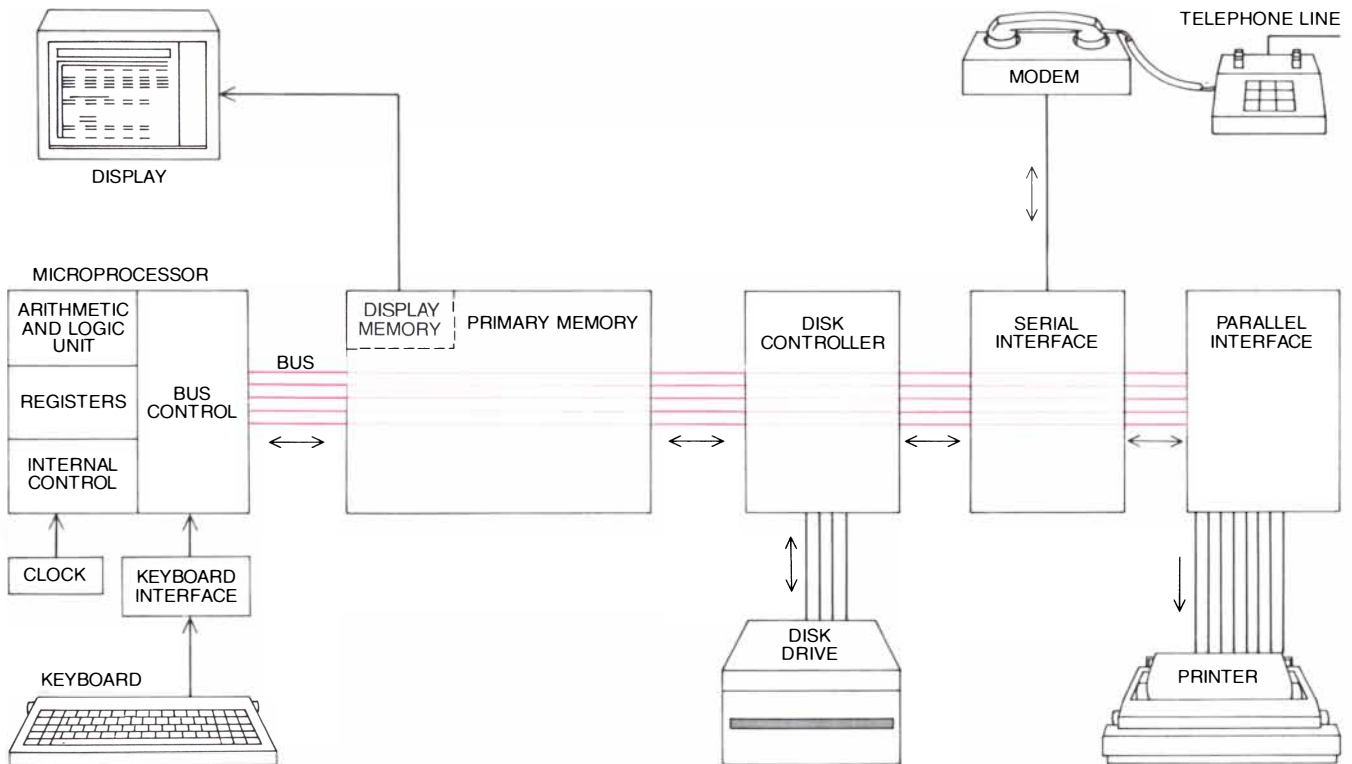 TELEPHONE LINE
MODEM
DISPLAY
MICROPROCESSOR
ARITHMETIC
AND LOGIC
UNIT
REGISTERS
INTERNAL
CONTROL
BUS
CONTROL
BUS
DISPLAY
MEMORY
PRIMARY MEMORY
DISK
CONTROLLER
SERIAL
INTERFACE
PARALLEL
INTERFACE
CLOCK
KEYBOARD
INTERFACE
KEYBOARD
DISK
DRIVE
PRINTER